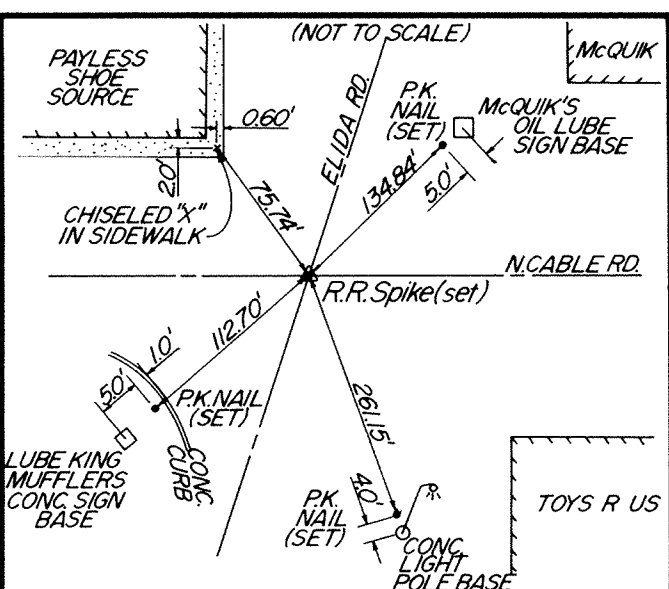 (NOT TO SCALE)
PAYLESS
SHOE
SOURCE
McQUIK
0.60'
P.K.
NAIL
(SET)
McQUIK'S
OIL LUBE
SIGN BASE
ELIDA RD.
2.0'
75.74'
134.84'
5.0'
CHISELED "X"
IN SIDEWALK
N.CABLE RD.
R.R.Spike(set)
112.70'
1.0'
5.0'
P.K.NAIL
(SET)
261.15'
LUBE KING
MUFFLERS
CONC. SIGN
BASE
CONC.
CURB
P.K.
NAIL
(SET)
4.0'
CONC.
LIGHT
POLE BASE
TOYS R US